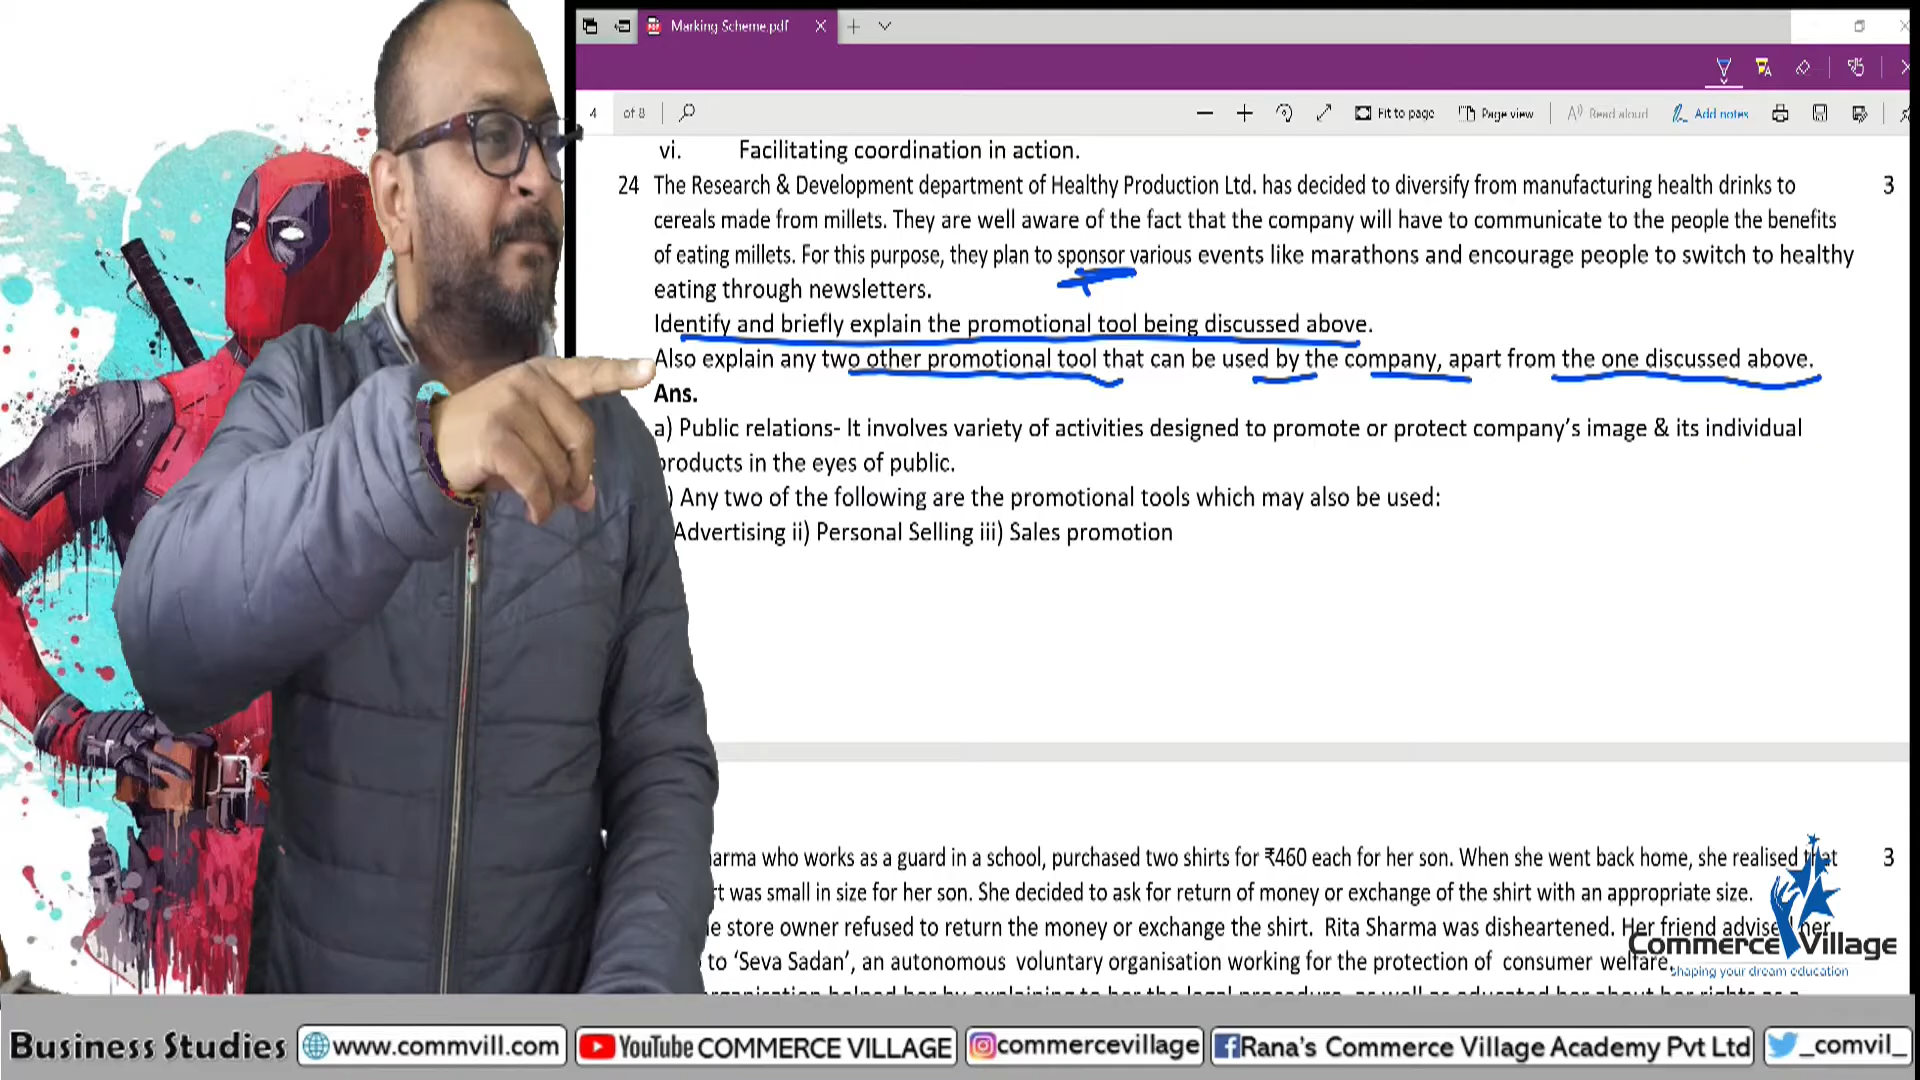 Marking Scheme.pdf
4 of 8
Fit to page
Page view
Read aloud
Add notes
vi. Facilitating coordination in action.
24 The Research & Development department of Healthy Production Ltd. has decided to diversify from manufacturing health drinks to 3
cereals made from millets. They are well aware of the fact that the company will have to communicate to the people the benefits
of eating millets. For this purpose, they plan to sponsor various events like marathons and encourage people to switch to healthy
eating through newsletters.
Identify and briefly explain the promotional tool being discussed above.
Also explain any two other promotional tool that can be used by the company, apart from the one discussed above.
Ans.
a) Public relations- It involves variety of activities designed to promote or protect company's image & its individual
products in the eyes of public.
) Any two of the following are the promotional tools which may also be used:
Advertising ii) Personal Selling iii) Sales promotion
who works as a guard in a school, purchased two shirts for ₹460 each for her son. When she went back home, she realised that 3
was small in size for her son. She decided to ask for return of money or exchange of the shirt with an appropriate size.
store owner refused to return the money or exchange the shirt. Rita Sharma was disheartened. Her friend advised her
to 'Seva Sadan', an autonomous voluntary organisation working for the protection of consumer welfare.
Commerce Village
shaping your dream education
Business Studies
www.commvill.com
YouTube COMMERCE VILLAGE
commercevillage
Rana's Commerce Village Academy Pvt Ltd
_comvil_